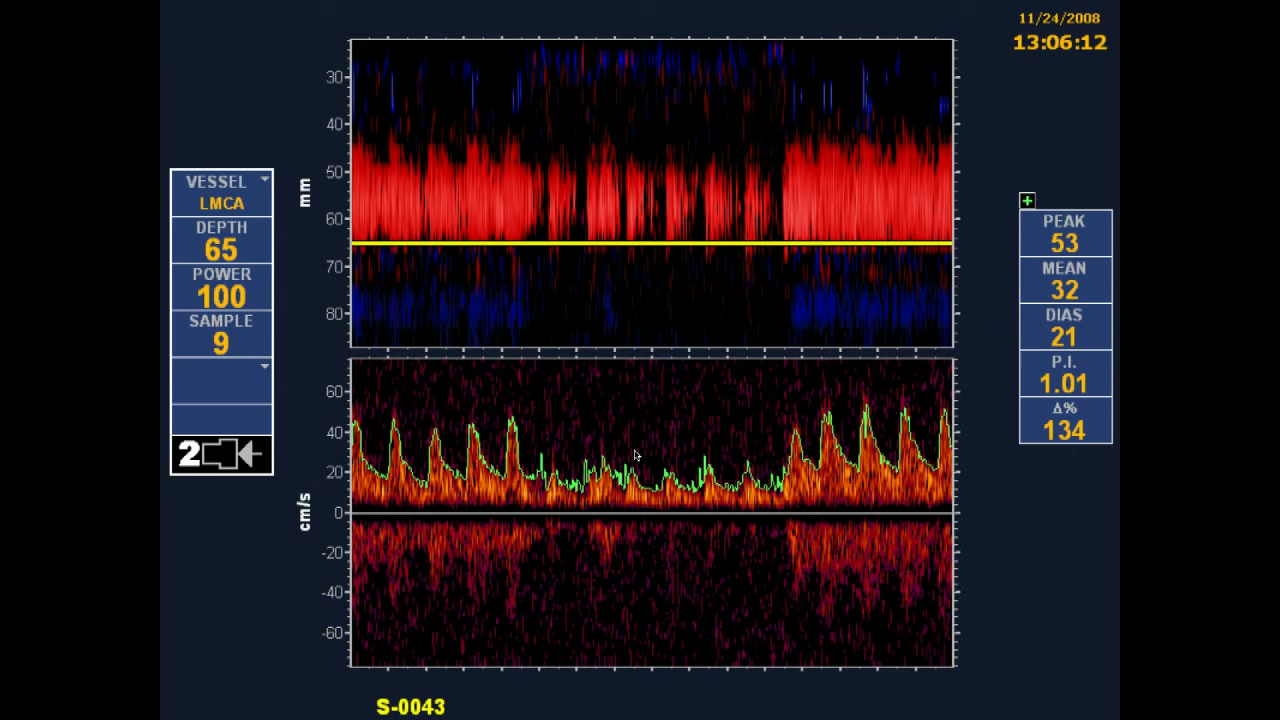 11/24/2008
13:06:12
30
40
50
60
70
80
mm
VESSEL
LMCA
DEPTH
65
POWER
100
SAMPLE
9
2
PEAK
53
MEAN
32
DIAS
21
P.I.
1.01
Δ%
134
60
40
20
0
-20
-40
-60
cm/s
S-0043